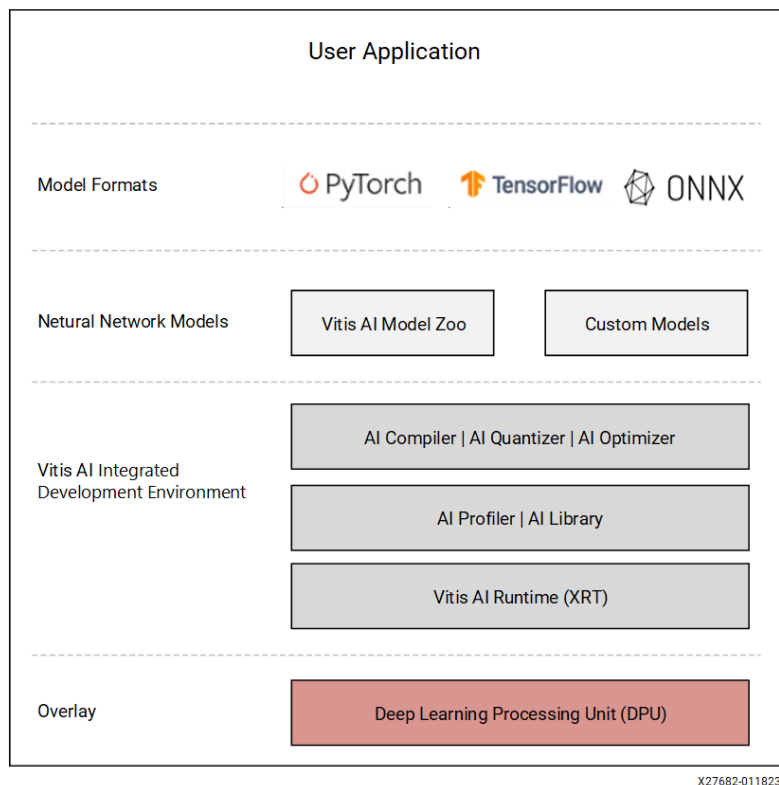 User Application
Model Formats
PyTorch
TensorFlow
ONNX
Netural Network Models
Vitis AI Model Zoo
Custom Models
Vitis AI Integrated
Development Environment
AI Compiler | AI Quantizer | AI Optimizer
AI Profiler | AI Library
Vitis AI Runtime (XRT)
Overlay
Deep Learning Processing Unit (DPU)
X27682-011823